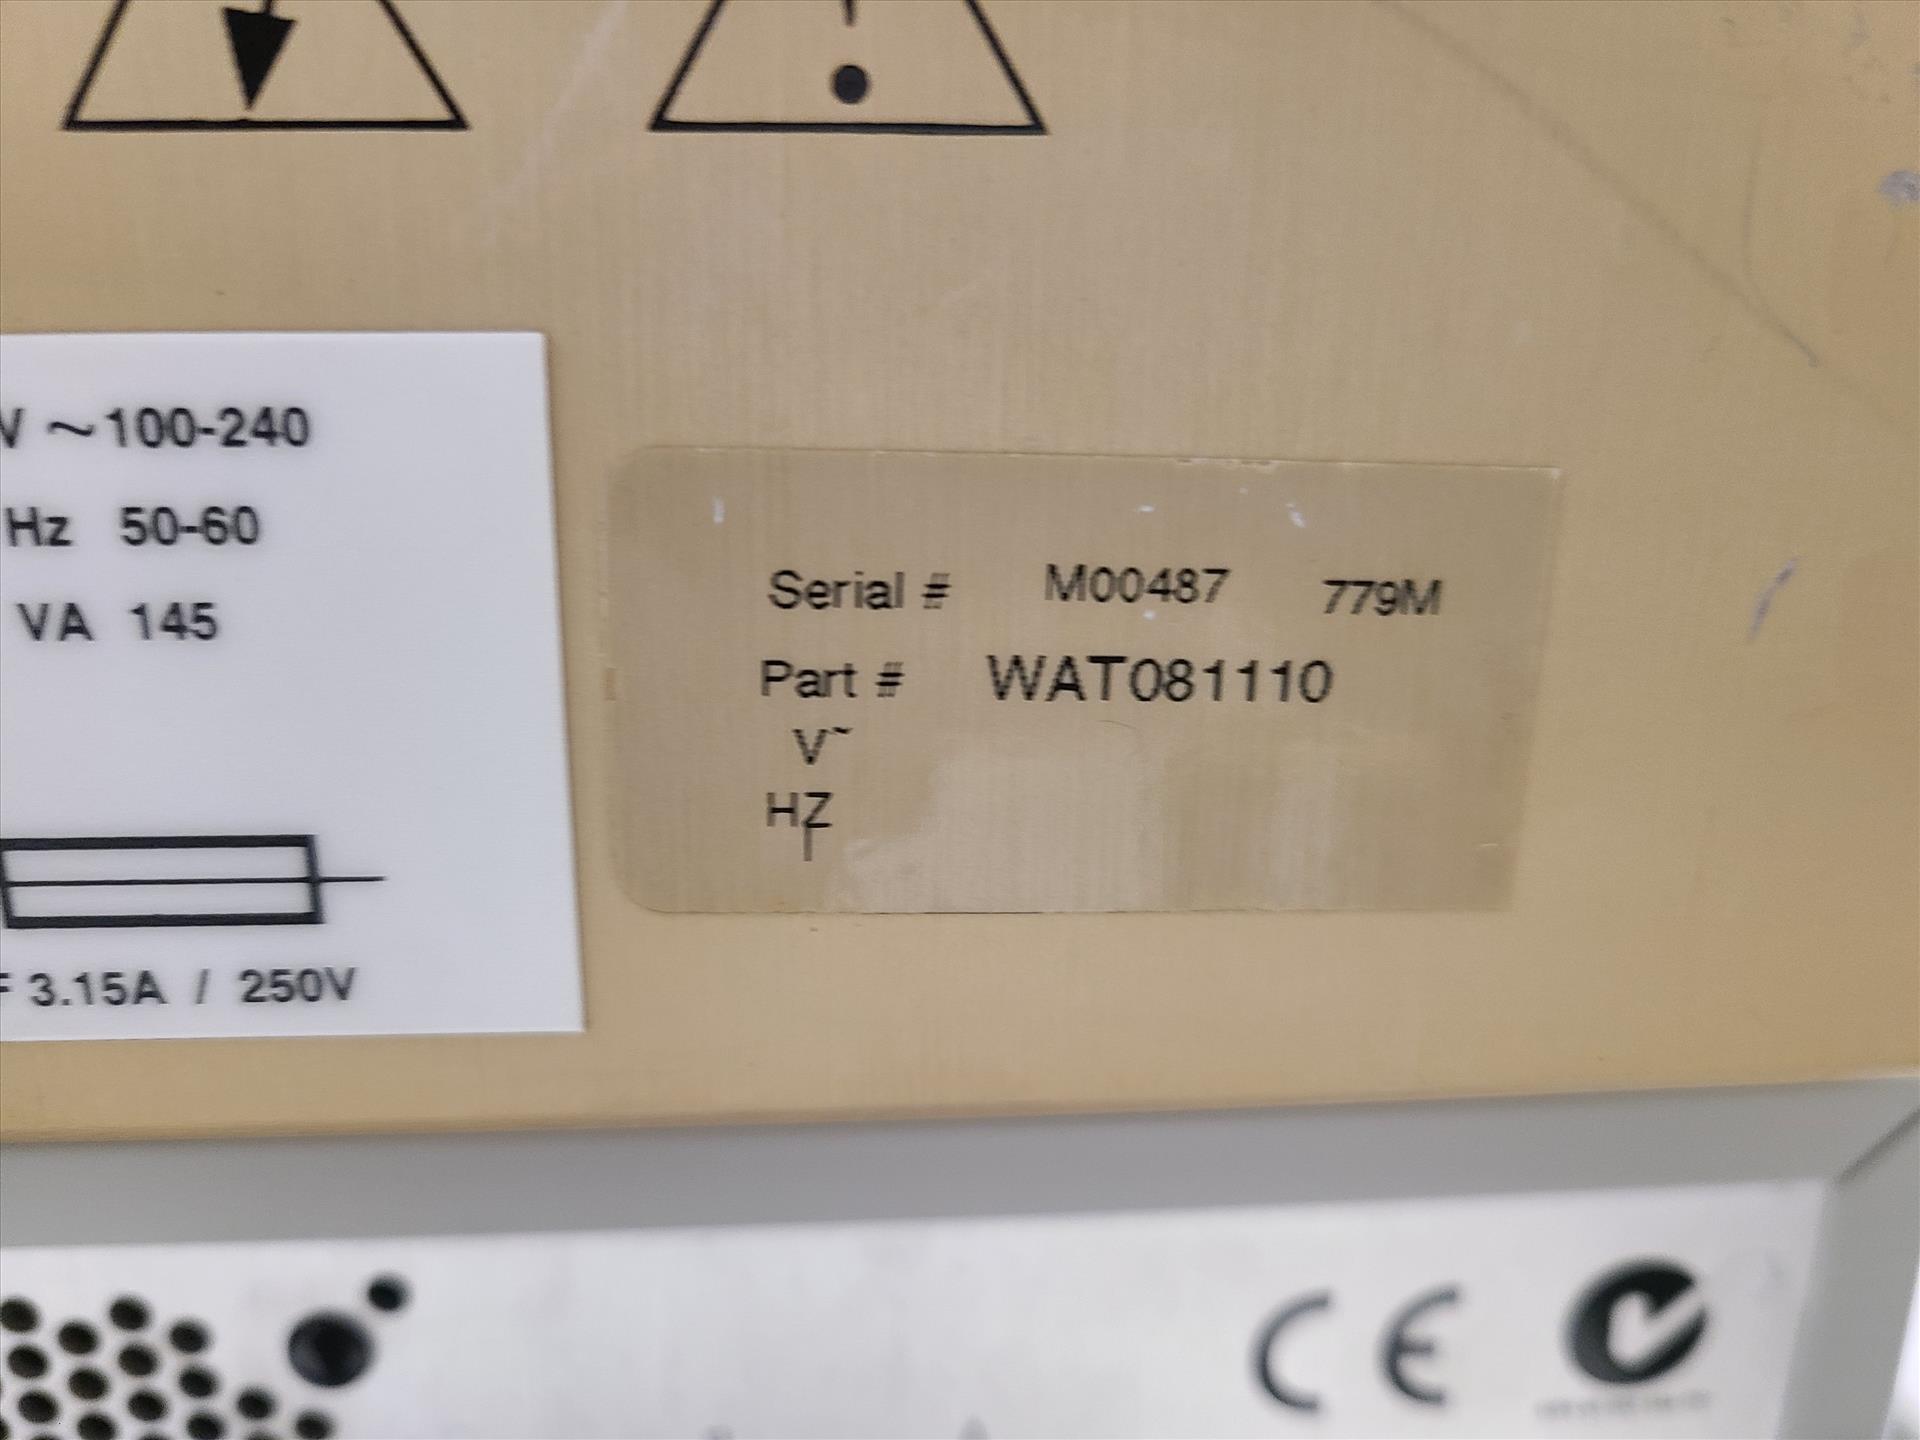 V ~100-240
Hz 50-60
VA 145
F 3.15A / 250V
Serial # M00487 779M
Part # WAT081110
V~
HZ
CE